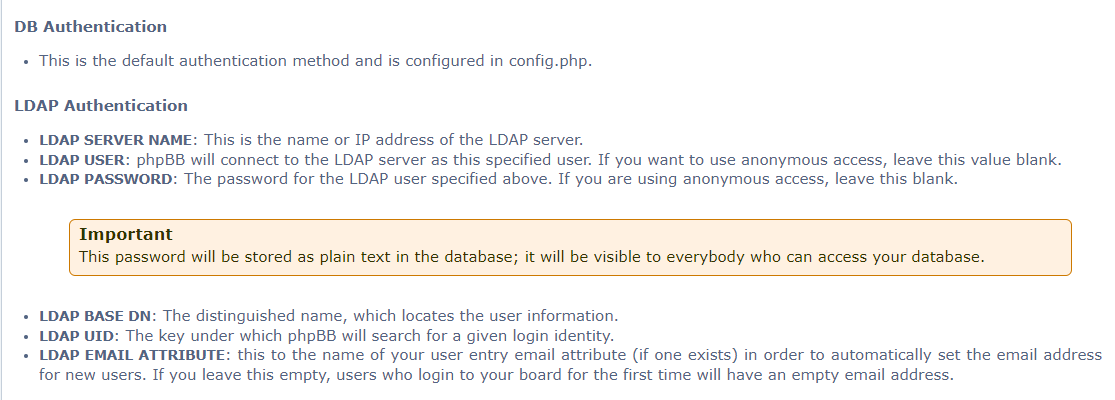 DB Authentication
• This is the default authentication method and is configured in config.php.
LDAP Authentication
• LDAP SERVER NAME: This is the name or IP address of the LDAP server.
• LDAP USER: phpBB will connect to the LDAP server as this specified user. If you want to use anonymous access, leave this value blank.
• LDAP PASSWORD: The password for the LDAP user specified above. If you are using anonymous access, leave this blank.
Important
This password will be stored as plain text in the database; it will be visible to everybody who can access your database.
• LDAP BASE DN: The distinguished name, which locates the user information.
• LDAP UID: The key under which phpBB will search for a given login identity.
• LDAP EMAIL ATTRIBUTE: this to the name of your user entry email attribute (if one exists) in order to automatically set the email address
for new users. If you leave this empty, users who login to your board for the first time will have an empty email address.